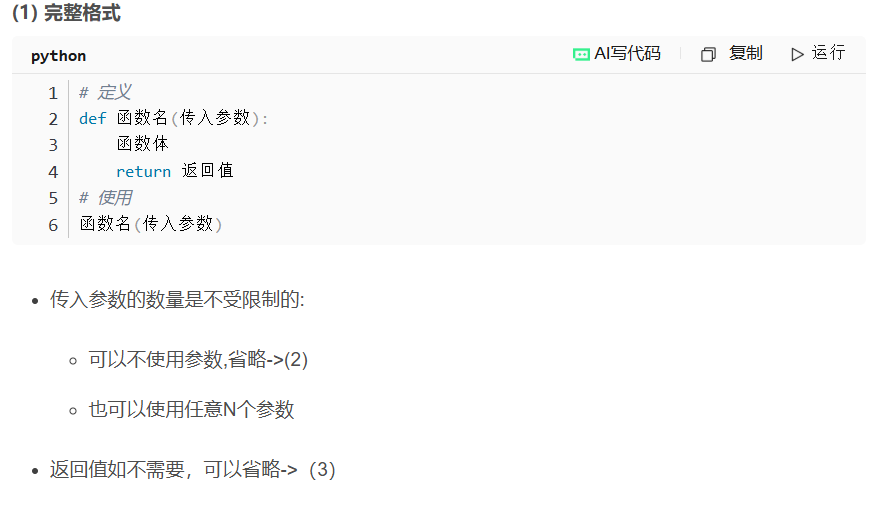 (1) 完整格式
python AI写代码 复制 运行
1 # 定义
2 def 函数名(传入参数):
3 函数体
4 return 返回值
5 # 使用
6 函数名(传入参数)
传入参数的数量是不受限制的:
可以不使用参数,省略->(2)
也可以使用任意N个参数
返回值如不需要，可以省略->（3）